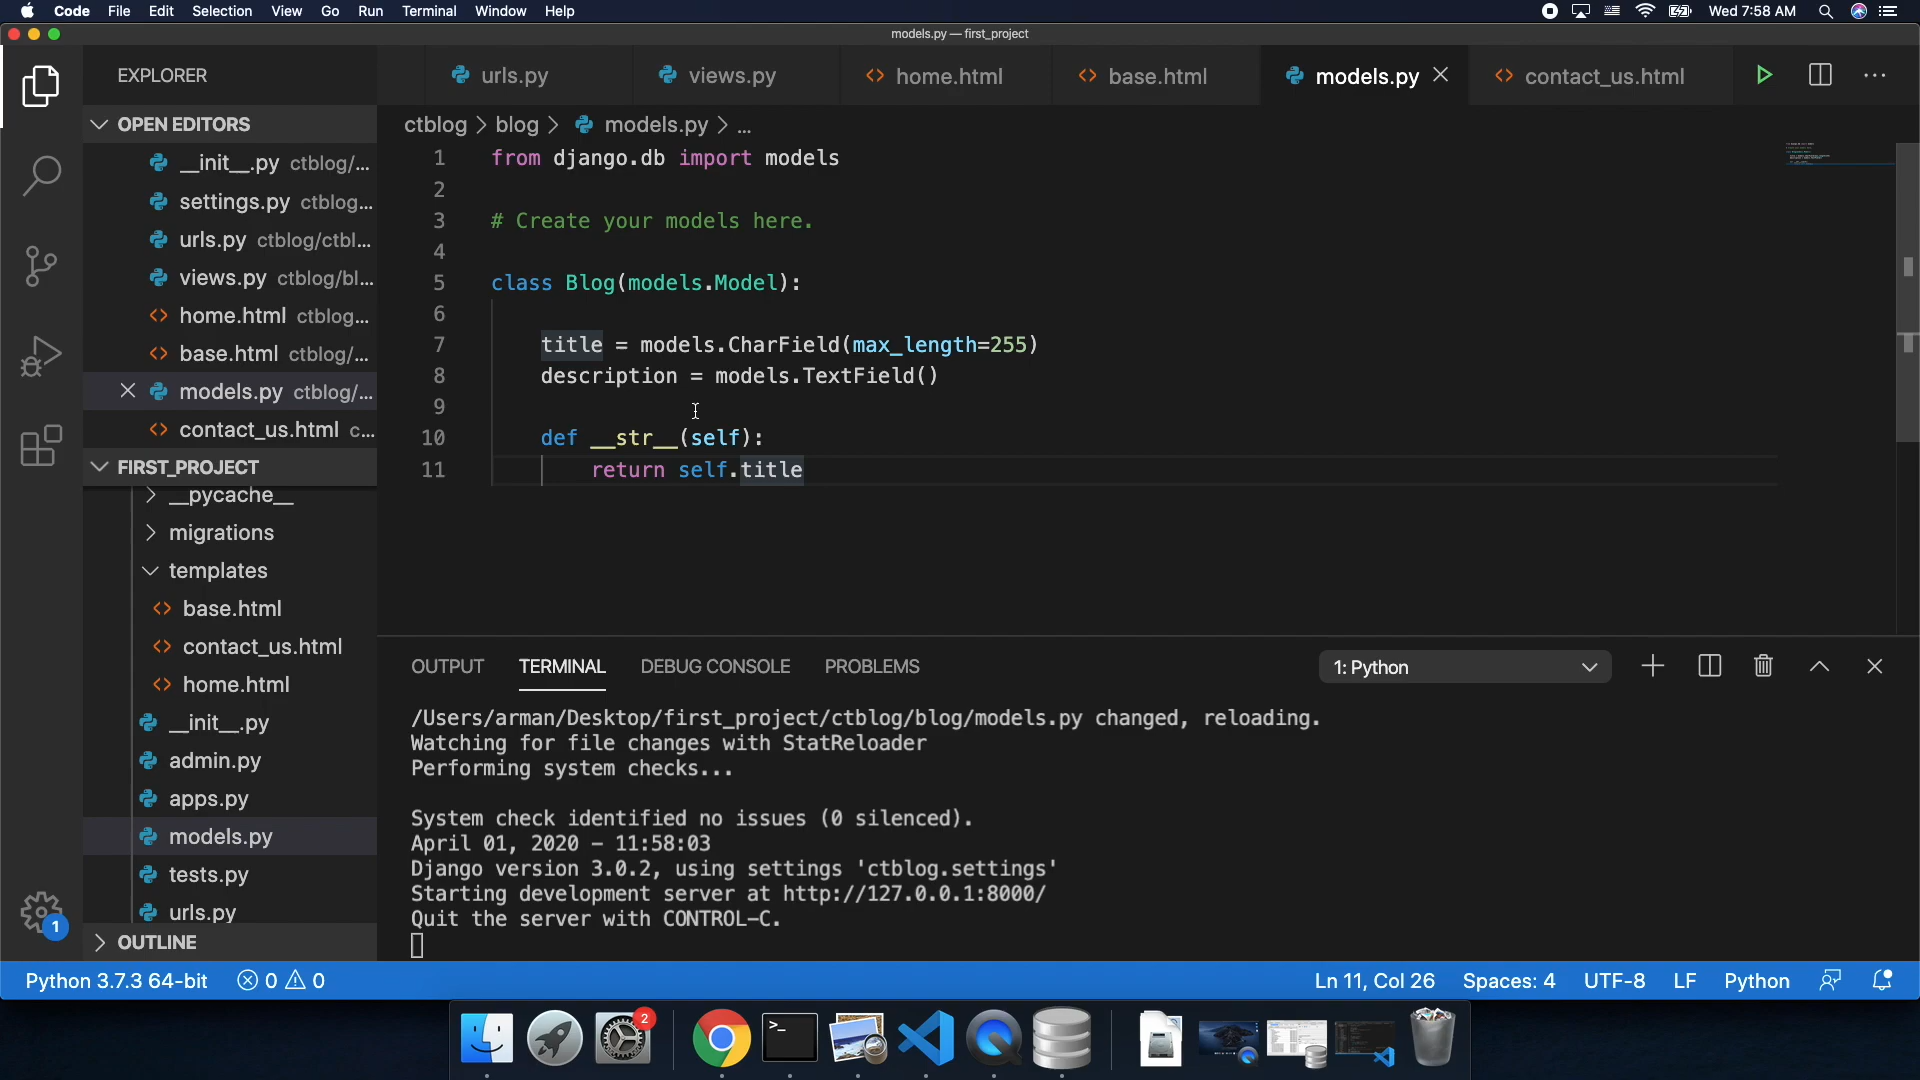 Code File Edit Selection View Go Run Terminal Window Help Wed 7:58 AM
models.py — first_project
EXPLORER
urls.py views.py home.html base.html models.py contact_us.html
OPEN EDITORS
__init__.py ctblog/...
settings.py ctblog...
urls.py ctblog/ctbl...
views.py ctblog/bl...
home.html ctblog...
base.html ctblog/...
models.py ctblog/...
contact_us.html c...
FIRST_PROJECT
__pycache__
migrations
templates
base.html
contact_us.html
home.html
__init__.py
admin.py
apps.py
models.py
tests.py
urls.py
OUTLINE
ctblog > blog > models.py > ...
1 from django.db import models
2
3 # Create your models here.
4
5 class Blog(models.Model):
6
7 title = models.CharField(max_length=255)
8 description = models.TextField()
9
10 def __str__(self):
11 return self.title
OUTPUT TERMINAL DEBUG CONSOLE PROBLEMS 1: Python
/Users/arman/Desktop/first_project/ctblog/blog/models.py changed, reloading.
Watching for file changes with StatReloader
Performing system checks...
System check identified no issues (0 silenced).
April 01, 2020 - 11:58:03
Django version 3.0.2, using settings 'ctblog.settings'
Starting development server at http://127.0.0.1:8000/
Quit the server with CONTROL-C.
1
Python 3.7.3 64-bit 0 0 Ln 11, Col 26 Spaces: 4 UTF-8 LF Python
2